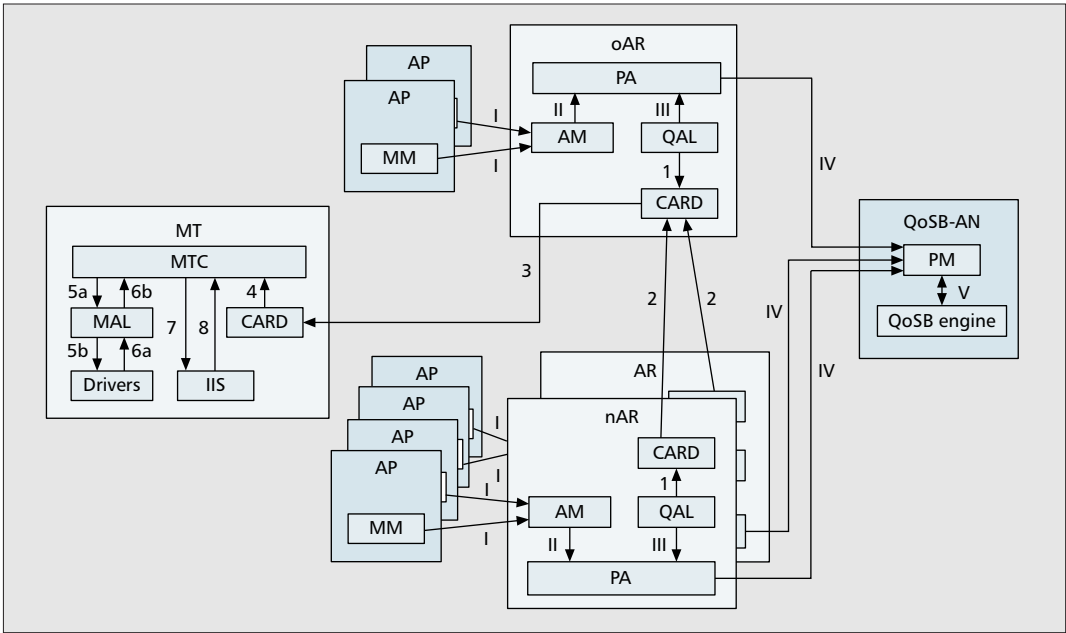 oAR
AP
PA
AP
I
II
III
AM
QAL
MM
I
IV
1
CARD
QoSB-AN
MT
MTC
PM
3
5a
6b
4
2
2
V
MAL
7
8
CARD
IV
QoSB engine
5b
6a
Drivers
IIS
AR
IV
AP
AP
nAR
I
AP
CARD
AP
I
1
I
AM
QAL
MM
I
II
III
PA